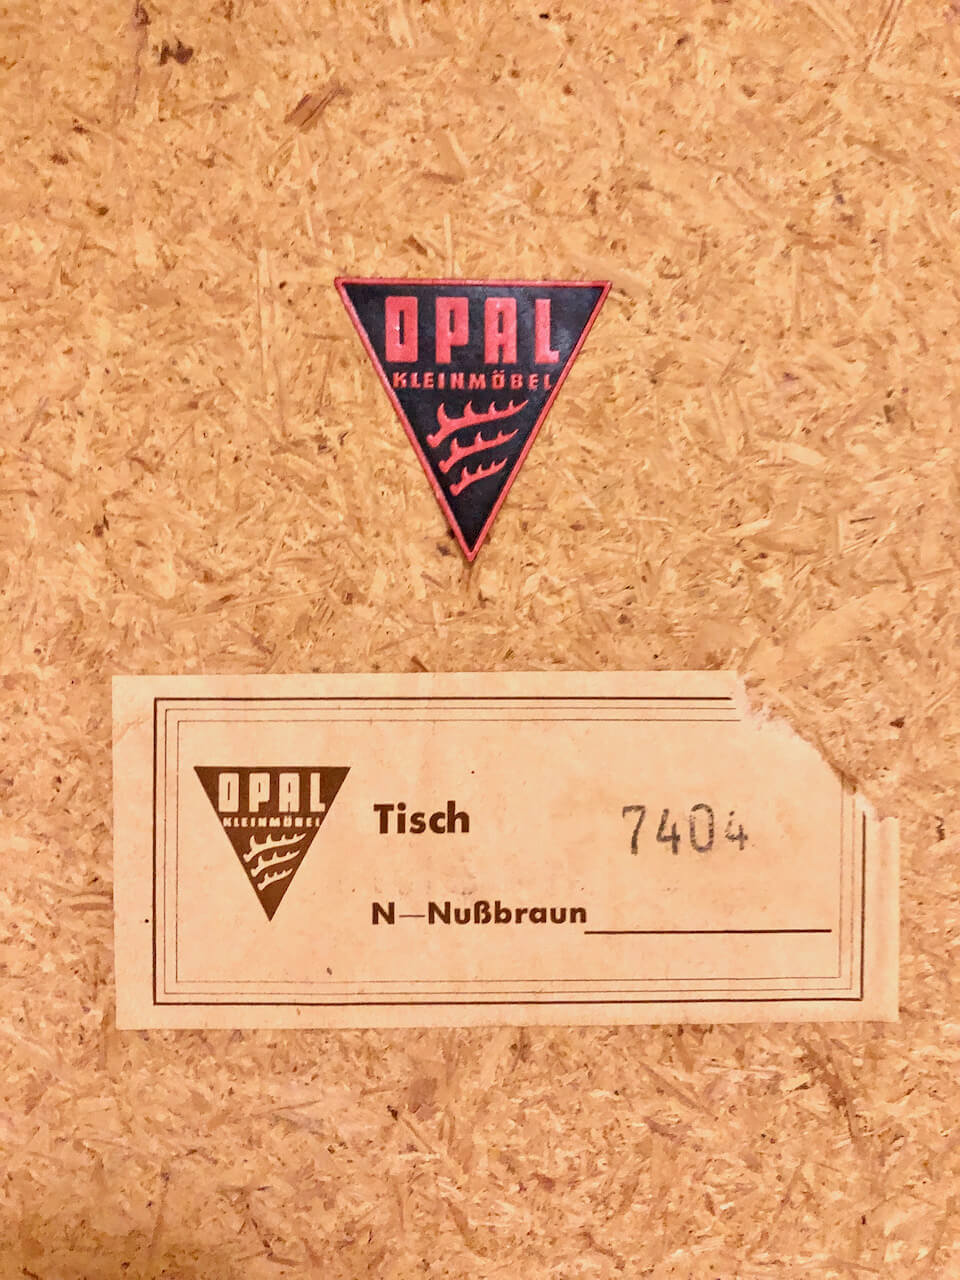 OPAL
KLEINMÖBEL
OPAL
KLEINMÖBEL
Tisch 7404
N—Nußbraun